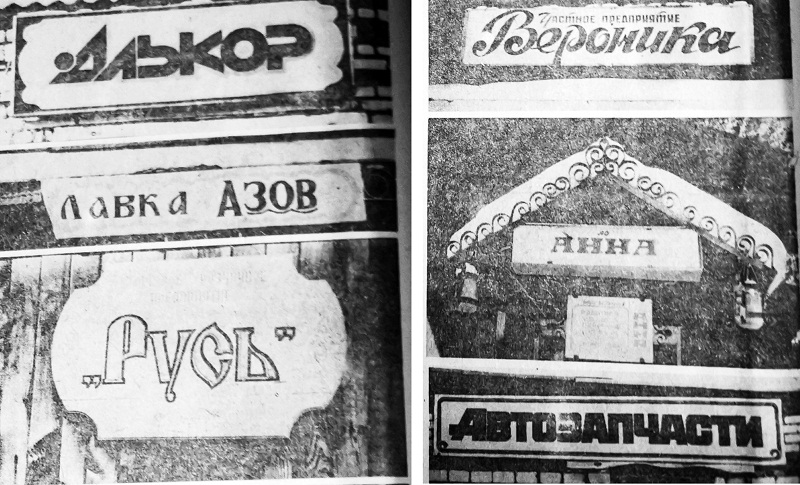 АЛЬКОР
лавка АЗОВ
„Русь“
Частное предприятие
Вероника
АННА
АВТОЗАПЧАСТИ